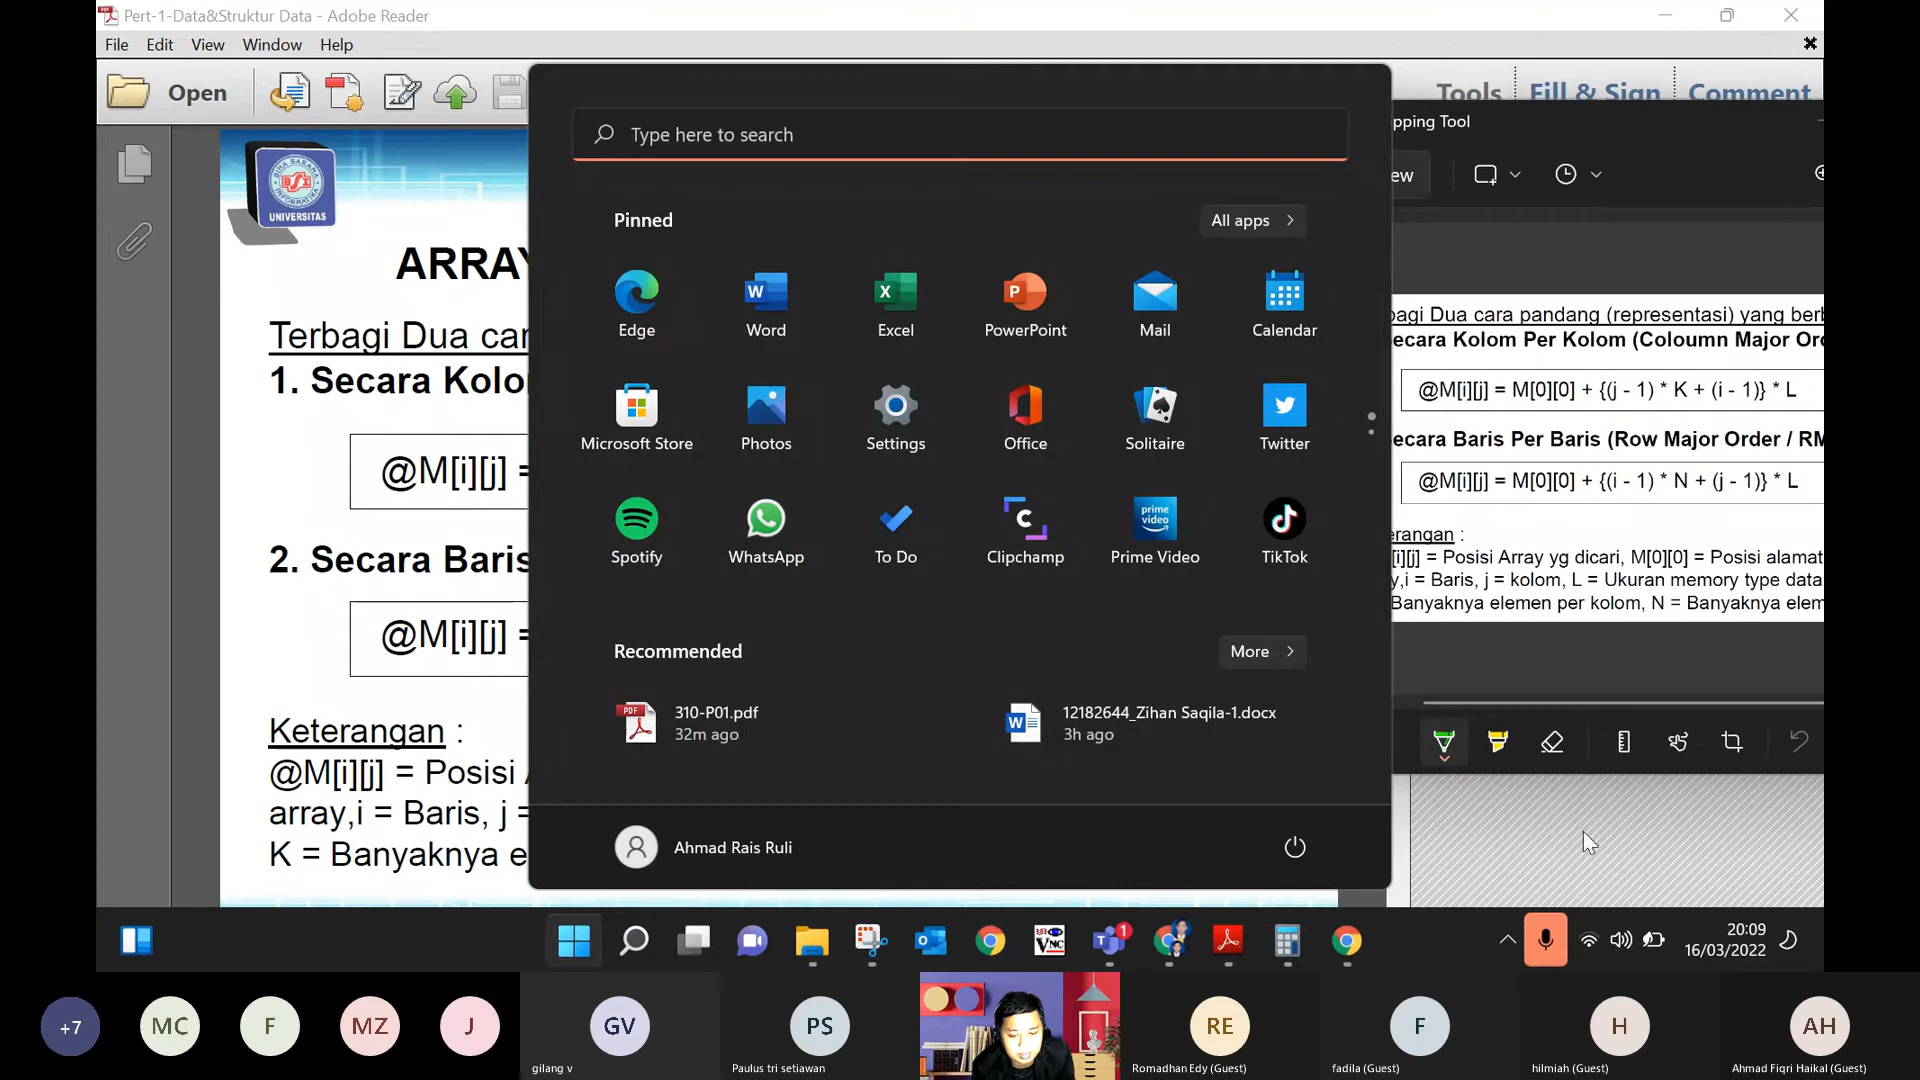 Pert-1-Data&Struktur Data - Adobe Reader
File Edit View Window Help
Open
Tools Fill & Sign Comment
UNIVERSITAS
ARRAY
Terbagi Dua car
1. Secara Kolo
@M[i][j] =
2. Secara Baris
@M[i][j] =
Keterangan :
@M[i][j] = Posisi
array,i = Baris, j =
K = Banyaknya e
Type here to search
Pinned
All apps
Edge
Word
Excel
PowerPoint
Mail
Calendar
Microsoft Store
Photos
Settings
Office
Solitaire
Twitter
Spotify
WhatsApp
To Do
Clipchamp
Prime Video
TikTok
Recommended
More
310-P01.pdf
32m ago
12182644_Zihan Saqila-1.docx
3h ago
Ahmad Rais Ruli
pping Tool
ew
bagi Dua cara pandang (representasi) yang berb
ecara Kolom Per Kolom (Coloumn Major Ord
@M[i][j] = M[0][0] + {(j - 1) * K + (i - 1)} * L
ecara Baris Per Baris (Row Major Order / RM
@M[i][j] = M[0][0] + {(i - 1) * N + (j - 1)} * L
erangan :
[i][j] = Posisi Array yg dicari, M[0][0] = Posisi alamat
y,i = Baris, j = kolom, L = Ukuran memory type data
Banyaknya elemen per kolom, N = Banyaknya elem
20:09
16/03/2022
+7
MC
F
MZ
J
GV
gilang v
PS
Paulus tri setiawan
RE
Romadhan Edy (Guest)
F
fadila (Guest)
H
hilmiah (Guest)
AH
Ahmad Fiqri Haikal (Guest)